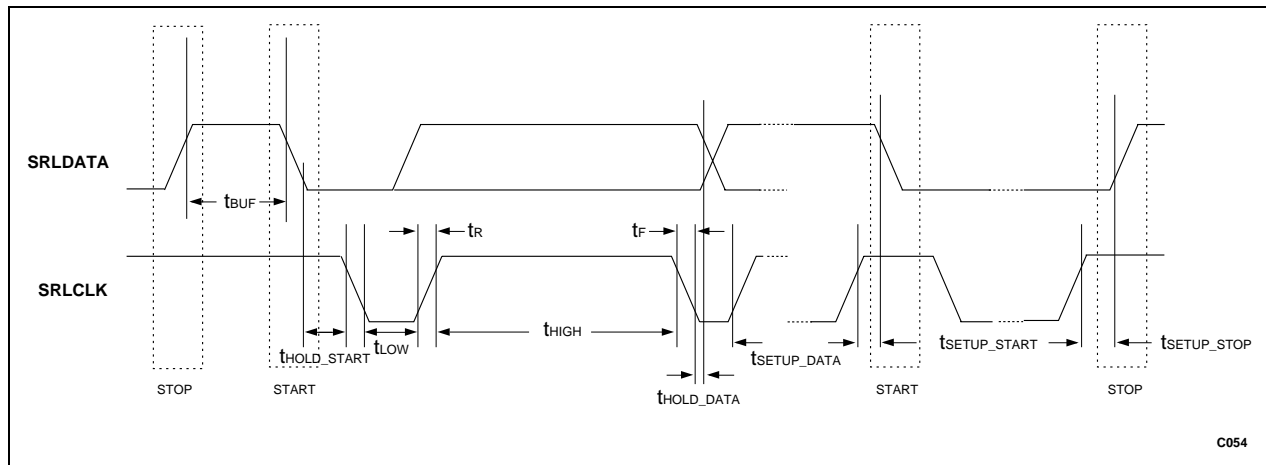 SRLDATA
tBUF
tR
tF
SRLCLK
tHIGH
tHOLD_START
tLOW
tSETUP_DATA
tSETUP_START
tSETUP_STOP
STOP
START
tHOLD_DATA
START
STOP
C054